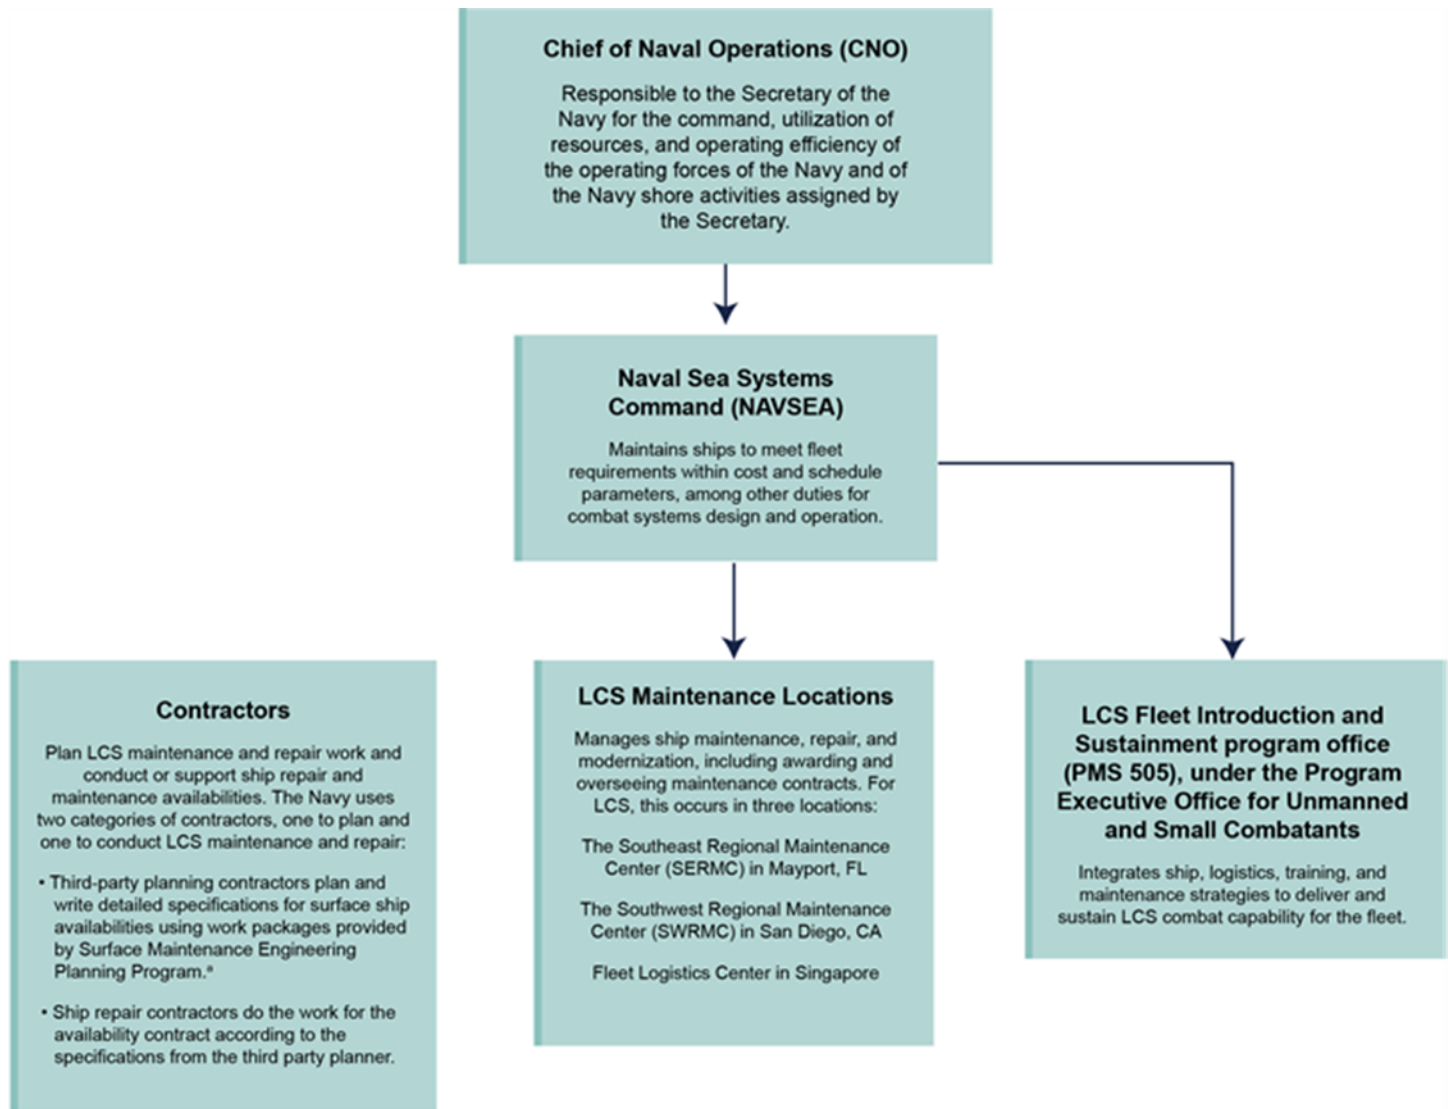 Chief of Naval Operations (CNO)
Responsible to the Secretary of the
Navy for the command, utilization of
resources, and operating efficiency of
the operating forces of the Navy and of
the Navy shore activities assigned by
the Secretary.
Naval Sea Systems
Command (NAVSEA)
Maintains ships to meet fleet
requirements within cost and schedule
parameters, among other duties for
combat systems design and operation.
Contractors
Plan LCS maintenance and repair work and
conduct or support ship repair and
maintenance availabilities. The Navy uses
two categories of contractors, one to plan and
one to conduct LCS maintenance and repair:
• Third-party planning contractors plan and
write detailed specifications for surface ship
availabilities using work packages provided
by Surface Maintenance Engineering
Planning Program.ª
• Ship repair contractors do the work for the
availability contract according to the
specifications from the third party planner.
LCS Maintenance Locations
Manages ship maintenance, repair, and
modernization, including awarding and
overseeing maintenance contracts. For
LCS, this occurs in three locations:
The Southeast Regional Maintenance
Center (SERMC) in Mayport, FL
The Southwest Regional Maintenance
Center (SWRMC) in San Diego, CA
Fleet Logistics Center in Singapore
LCS Fleet Introduction and
Sustainment program office
(PMS 505), under the Program
Executive Office for Unmanned
and Small Combatants
Integrates ship, logistics, training, and
maintenance strategies to deliver and
sustain LCS combat capability for the fleet.